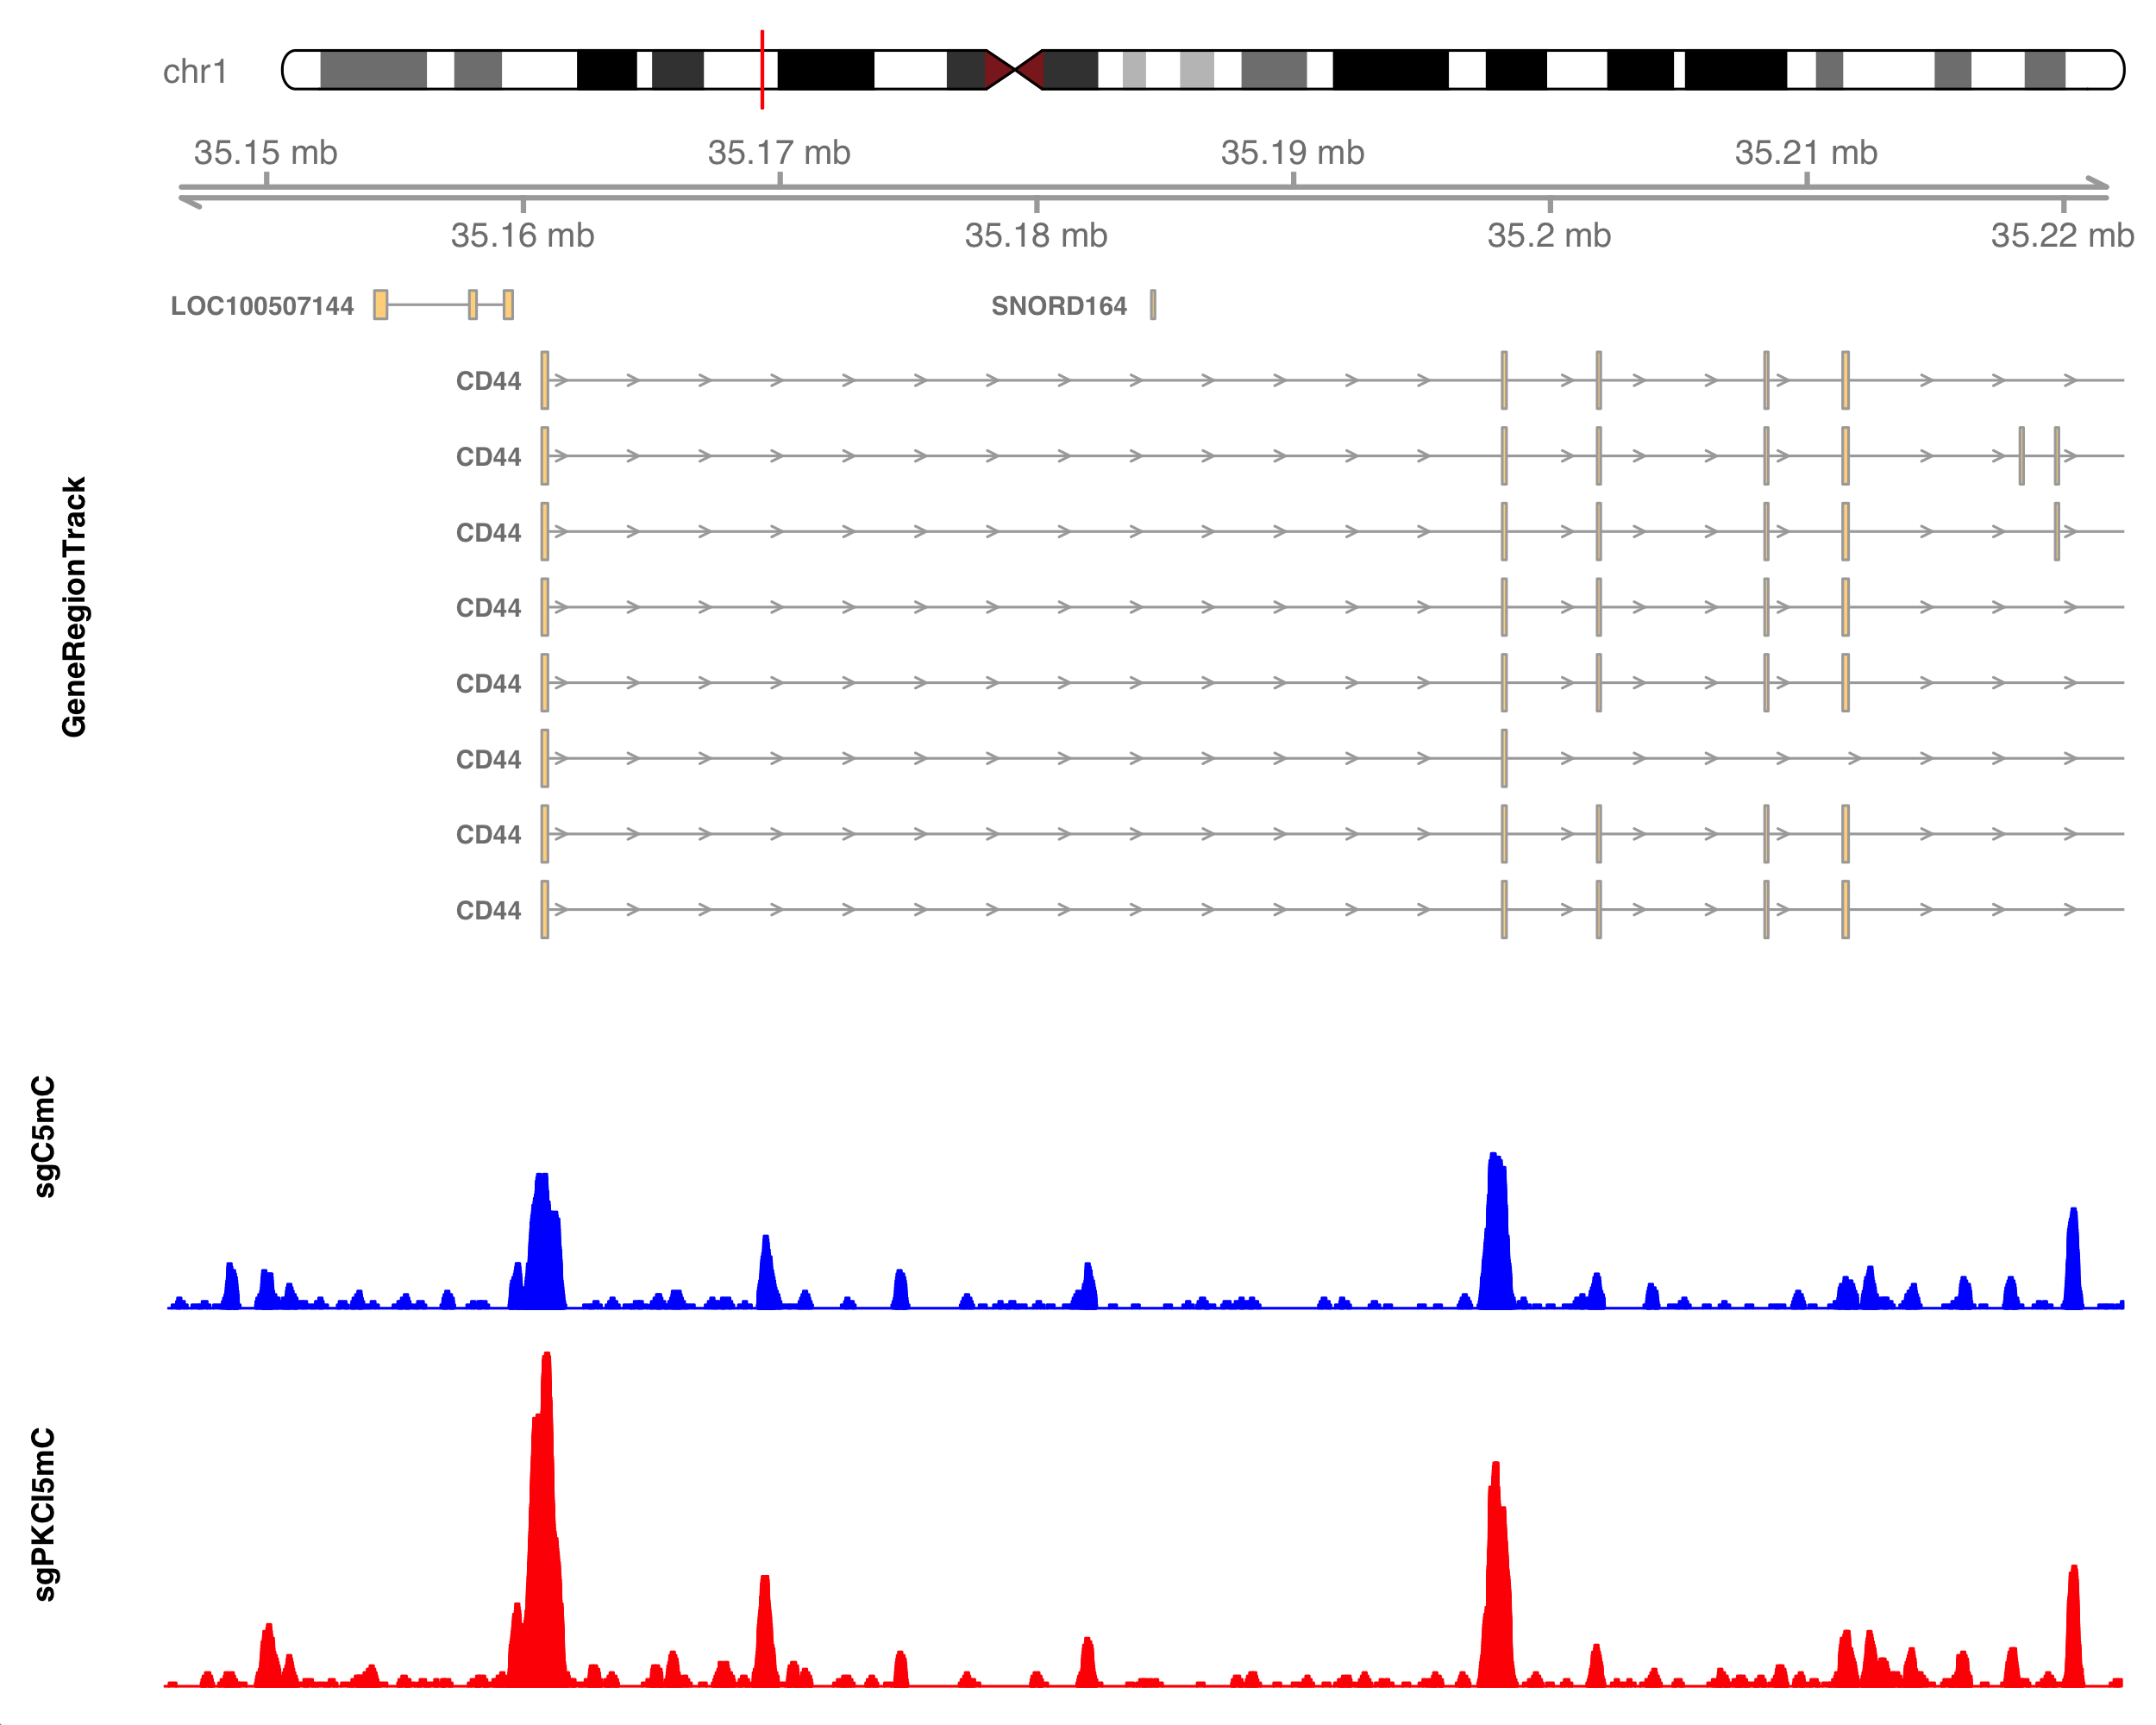 chr1
35.15 mb
35.17 mb
35.19 mb
35.21 mb
35.16 mb
35.18 mb
35.2 mb
35.22 mb
LOC100507144
SNORD164
GeneRegionTrack
CD44
CD44
CD44
CD44
CD44
CD44
CD44
CD44
sgC5mC
sgPKCI5mC